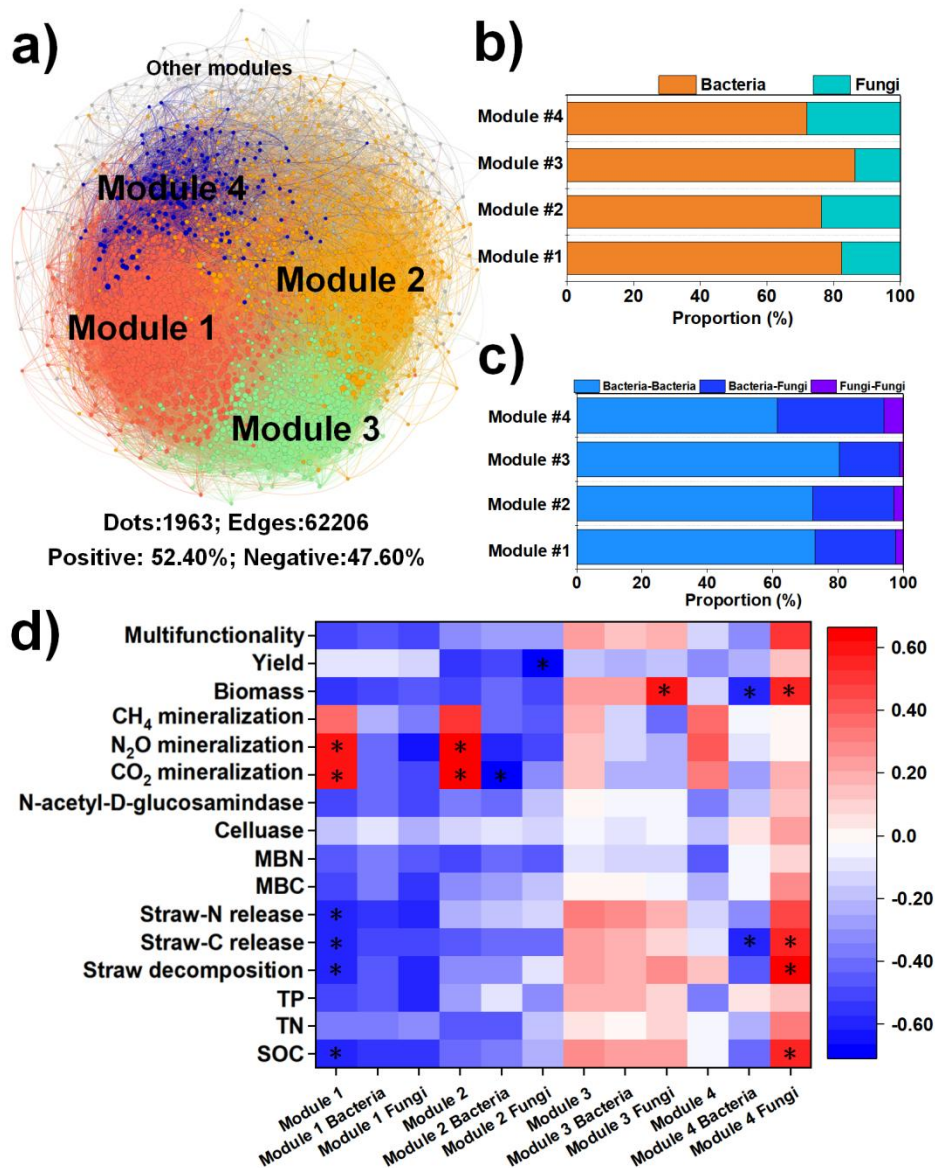 a)
Other modules
Module 4
Module 2
Module 1
Module 3
Dots:1963; Edges:62206
Positive: 52.40%; Negative:47.60%
b)
Bacteria Fungi
Module #4
Module #3
Module #2
Module #1
0 20 40 60 80 100
Proportion (%)
c)
Bacteria-Bacteria Bacteria-Fungi Fungi-Fungi
Module #4
Module #3
Module #2
Module #1
0 20 40 60 80 100
Proportion (%)
d)
Multifunctionality
Yield *
Biomass * * *
CH₄ mineralization
N₂O mineralization * *
CO₂ mineralization * * *
N-acetyl-D-glucosamindase
Celluase
MBN
MBC
Straw-N release *
Straw-C release * * *
Straw decomposition * *
TP
TN
SOC * *
Module 1
Module 1 Bacteria
Module 1 Fungi
Module 2
Module 2 Bacteria
Module 2 Fungi
Module 3
Module 3 Bacteria
Module 3 Fungi
Module 4
Module 4 Bacteria
Module 4 Fungi
0.60
0.40
0.20
0.0
-0.20
-0.40
-0.60